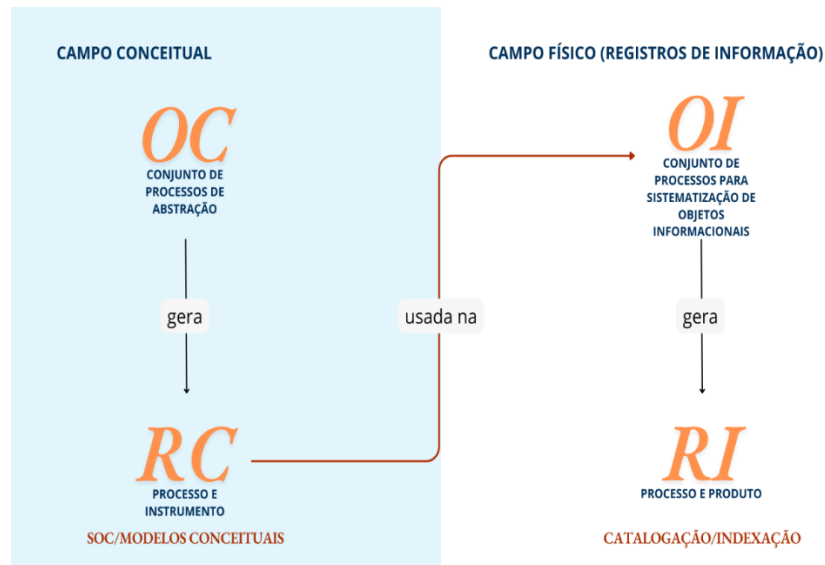 CAMPO CONCEITUAL
OC
CONJUNTO DE
PROCESSOS DE
ABSTRAÇÃO
gera
RC
PROCESSO E
INSTRUMENTO
SOC/MODELOS CONCEITUAIS
usada na
CAMPO FÍSICO (REGISTROS DE INFORMAÇÃO)
OI
CONJUNTO DE
PROCESSOS PARA
SISTEMATIZAÇÃO DE
OBJETOS
INFORMACIONAIS
gera
RI
PROCESSO E PRODUTO
CATALOGAÇÃO/INDEXAÇÃO